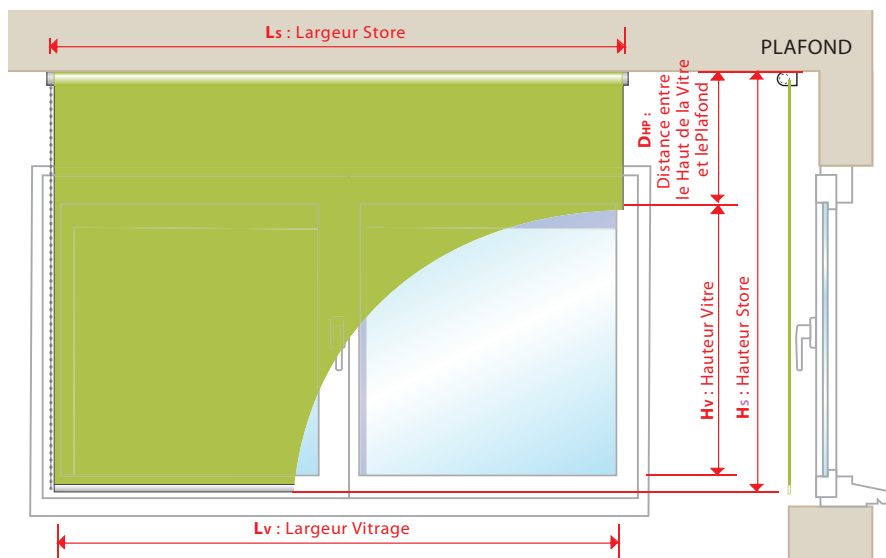 Ls : Largeur Store
PLAFOND
DHP :
Distance entre
le Haut de la Vitre
et lePlafond
Hv : Hauteur Vitre
Hs : Hauteur Store
Lv : Largeur Vitrage